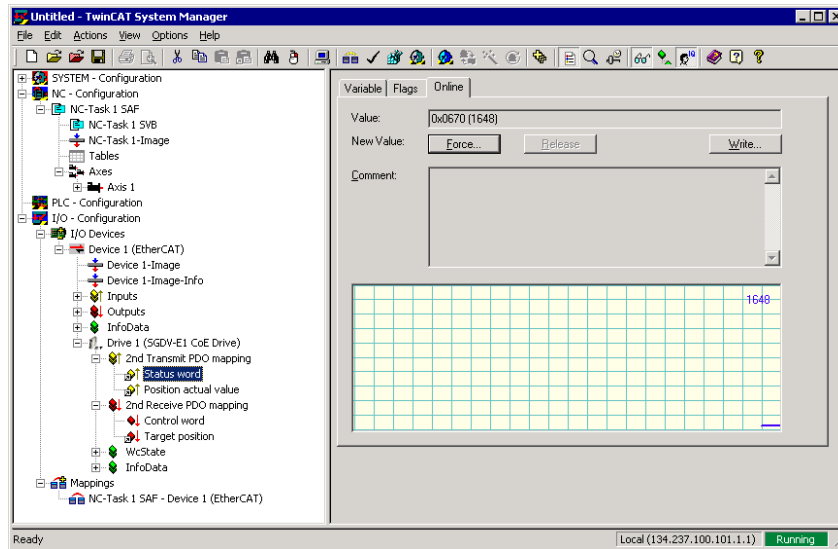 Untitled - TwinCAT System Manager
File Edit Actions View Options Help
SYSTEM - Configuration
NC - Configuration
NC-Task 1 SAF
NC-Task 1 SVB
NC-Task 1-Image
Tables
Axes
Axis 1
PLC - Configuration
I/O - Configuration
I/O Devices
Device 1 (EtherCAT)
Device 1-Image
Device 1-Image-Info
Inputs
Outputs
InfoData
Drive 1 (SGDV-E1 CoE Drive)
2nd Transmit PDO mapping
Status word
Position actual value
2nd Receive PDO mapping
Control word
Target position
WcState
InfoData
Mappings
NC-Task 1 SAF - Device 1 (EtherCAT)
Variable Flags Online
Value: 0x0670 (1648)
New Value: Force... Release Write...
Comment:
1648
Ready Local (134.237.100.101.1.1) Running